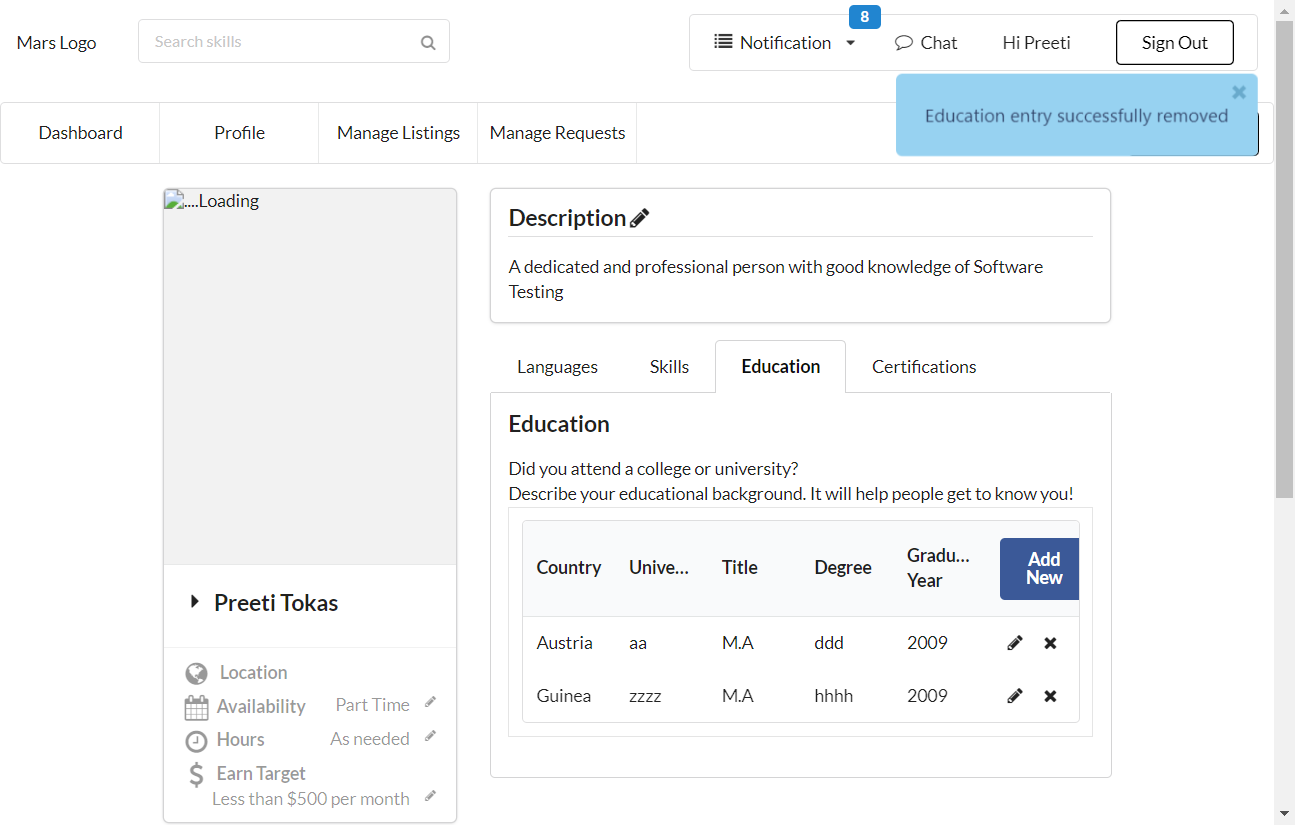 Mars Logo
Search skills
Notification
8
Chat
Hi Preeti
Sign Out
Education entry successfully removed
Dashboard
Profile
Manage Listings
Manage Requests
....Loading
Preeti Tokas
Location
Availability
Part Time
Hours
As needed
Earn Target
Less than $500 per month
Description
A dedicated and professional person with good knowledge of Software
Testing
Languages
Skills
Education
Certifications
Education
Did you attend a college or university?
Describe your educational background. It will help people get to know you!
Country Unive... Title Degree Gradu... Year Add New
Austria aa M.A ddd 2009
Guinea zzzz M.A hhhh 2009